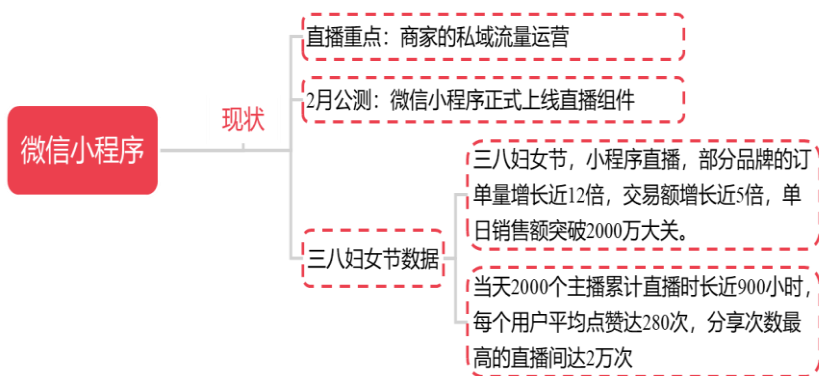 微信小程序
现状
直播重点：商家的私域流量运营
2月公测：微信小程序正式上线直播组件
三八妇女节数据
三八妇女节，小程序直播，部分品牌的订
单量增长近12倍，交易额增长近5倍，单
日销售额突破2000万大关。
当天2000个主播累计直播时长近900小时，
每个用户平均点赞达280次，分享次数最
高的直播间达2万次